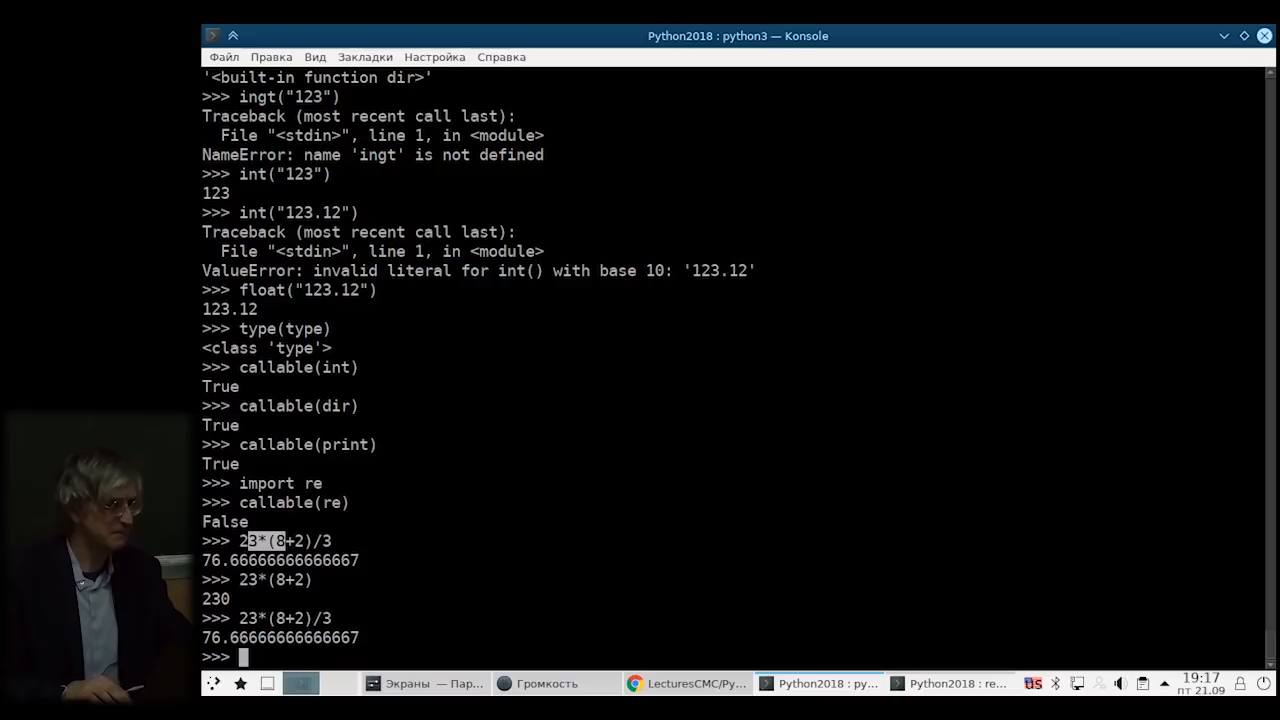 Python2018 : python3 — Konsole
Файл Правка Вид Закладки Настройка Справка
'<built-in function dir>'
>>> ingt("123")
Traceback (most recent call last):
  File "<stdin>", line 1, in <module>
NameError: name 'ingt' is not defined
>>> int("123")
123
>>> int("123.12")
Traceback (most recent call last):
  File "<stdin>", line 1, in <module>
ValueError: invalid literal for int() with base 10: '123.12'
>>> float("123.12")
123.12
>>> type(type)
<class 'type'>
>>> callable(int)
True
>>> callable(dir)
True
>>> callable(print)
True
>>> import re
>>> callable(re)
False
>>> 23*(8+2)/3
76.66666666666667
>>> 23*(8+2)
230
>>> 23*(8+2)/3
76.66666666666667
>>>
Экраны — Пар... Громкость LecturesCMC/Py... Python2018 : py... Python2018 : re... us 19:17
пт 21.09